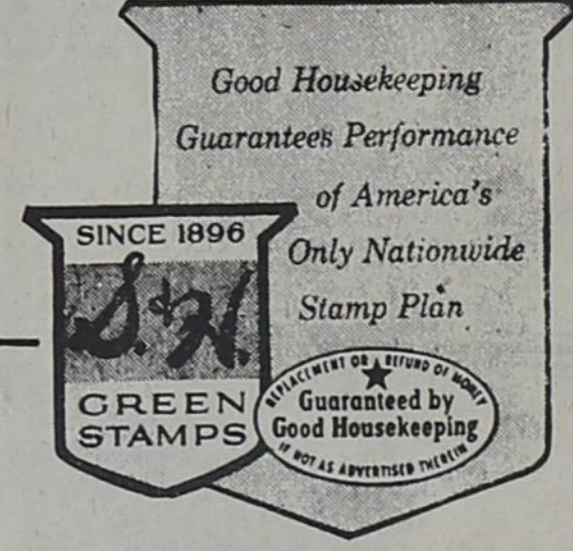 Good Housekeeping
Guarantees Performance
of America's
Only Nationwide
Stamp Plan
SINCE 1896
S.&H.
GREEN
STAMPS
REPLACEMENT OR REFUND OF MONEY
Guaranteed by
Good Housekeeping
IF NOT AS ADVERTISED THEREIN